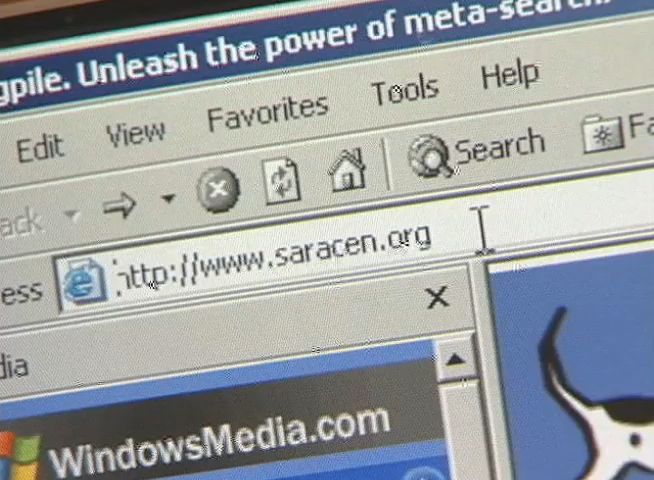 gpile. Unleash the power of meta-search.
Edit View Favorites Tools Help
ack Search Fa
ess http://www.saracen.org
dia
WindowsMedia.com